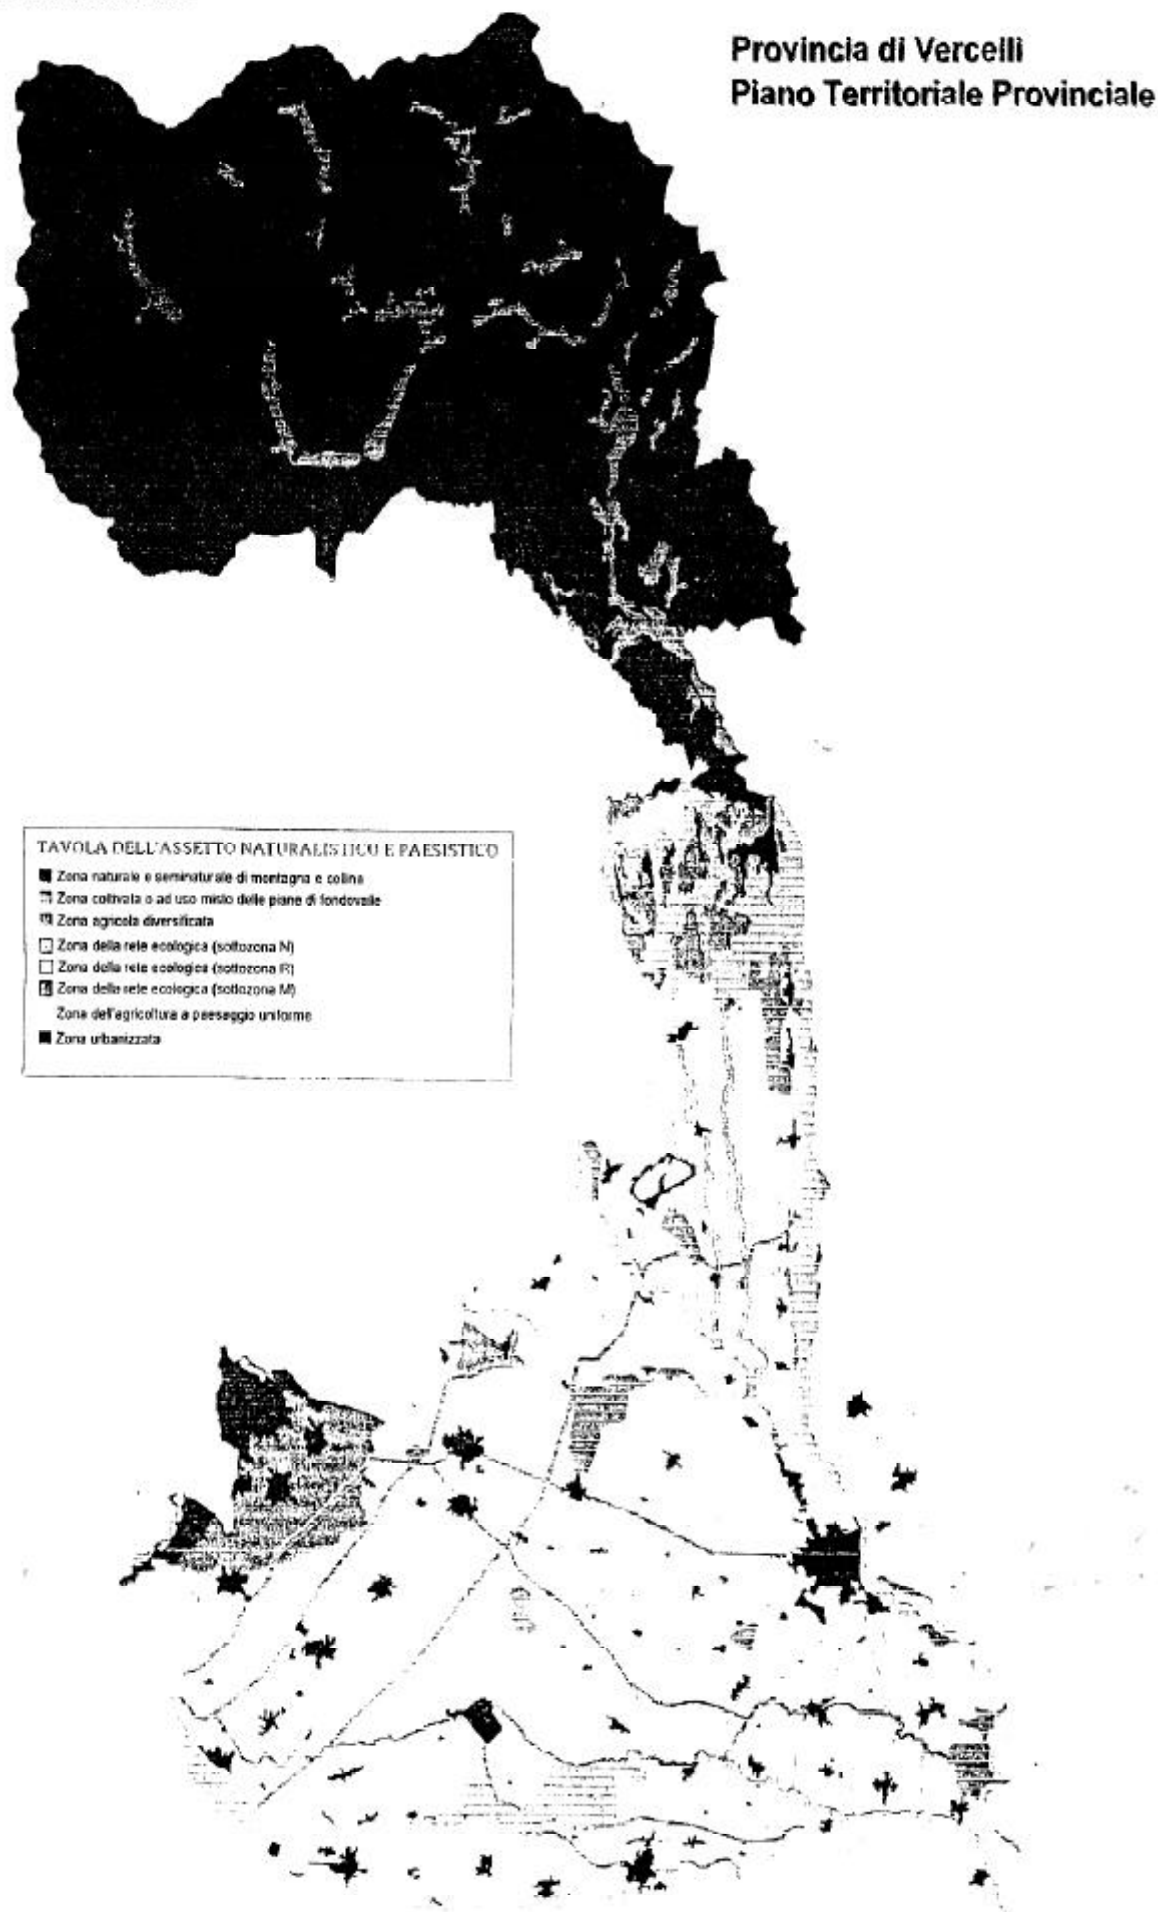 Provincia di Vercelli
Piano Territoriale Provinciale
TAVOLA DELL'ASSETTO NATURALISTICO E PAESISTICO
Zona naturale e seminaturale di montagna e collina
Zona coltivata o ad uso misto delle piane di fondovalle
Zona agricola diversificata
Zona della rete ecologica (sottozona N)
Zona della rete ecologica (sottozona R)
Zona della rete ecologica (sottozona M)
Zona dell'agricoltura a paesaggio uniforme
Zona urbanizzata